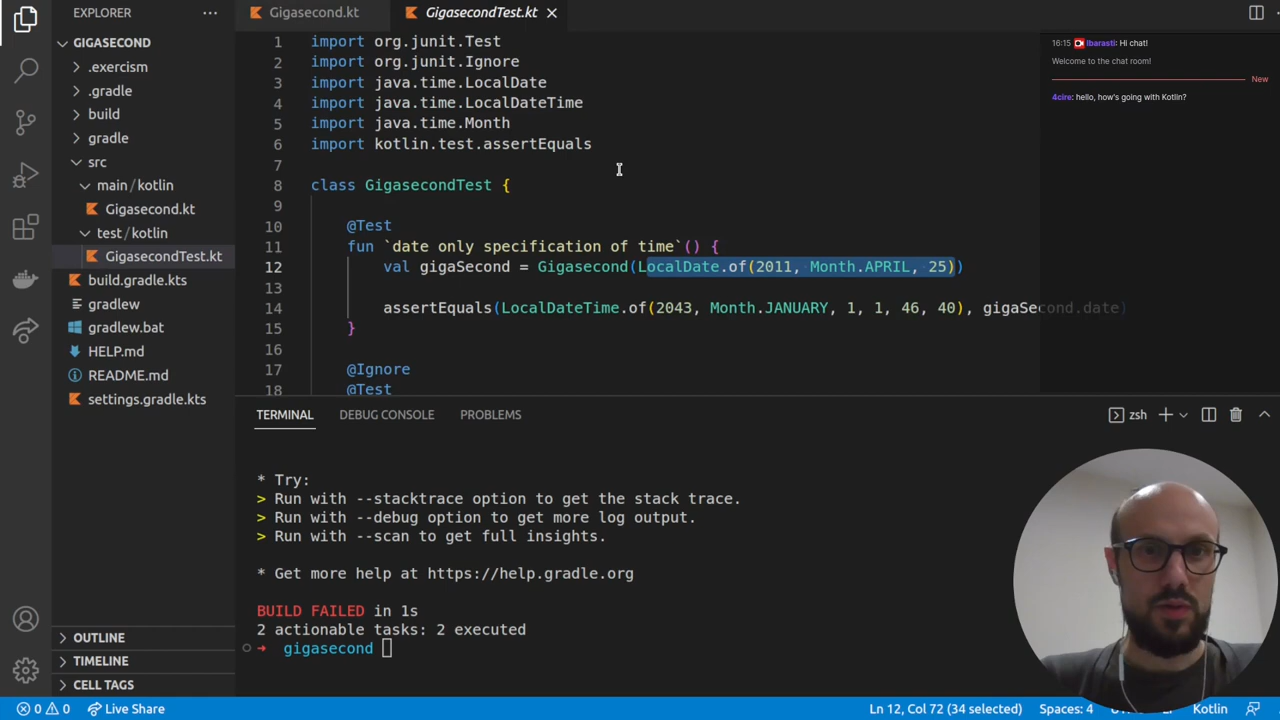 EXPLORER
GIGASECOND
.exercism
.gradle
build
gradle
src
main/kotlin
Gigasecond.kt
test/kotlin
GigasecondTest.kt
build.gradle.kts
gradlew
gradlew.bat
HELP.md
README.md
settings.gradle.kts
OUTLINE
TIMELINE
CELL TAGS
Gigasecond.kt GigasecondTest.kt
1 import org.junit.Test
2 import org.junit.Ignore
3 import java.time.LocalDate
4 import java.time.LocalDateTime
5 import java.time.Month
6 import kotlin.test.assertEquals
7
8 class GigasecondTest {
9
10 @Test
11 fun `date only specification of time`() {
12 val gigaSecond = Gigasecond(LocalDate.of(2011, Month.APRIL, 25))
14 assertEquals(LocalDateTime.of(2043, Month.JANUARY, 1, 1, 46, 40), gigaSecond.date)
15 }
16
17 @Ignore
18 @Test
16:15 lbarasti: Hi chat!
Welcome to the chat room!
New
4cire: hello, how's going with Kotlin?
TERMINAL DEBUG CONSOLE PROBLEMS
zsh
* Try:
> Run with --stacktrace option to get the stack trace.
> Run with --debug option to get more log output.
> Run with --scan to get full insights.
* Get more help at https://help.gradle.org
BUILD FAILED in 1s
2 actionable tasks: 2 executed
➜ gigasecond
0 0 Live Share Ln 12, Col 72 (34 selected) Spaces: 4 Kotlin